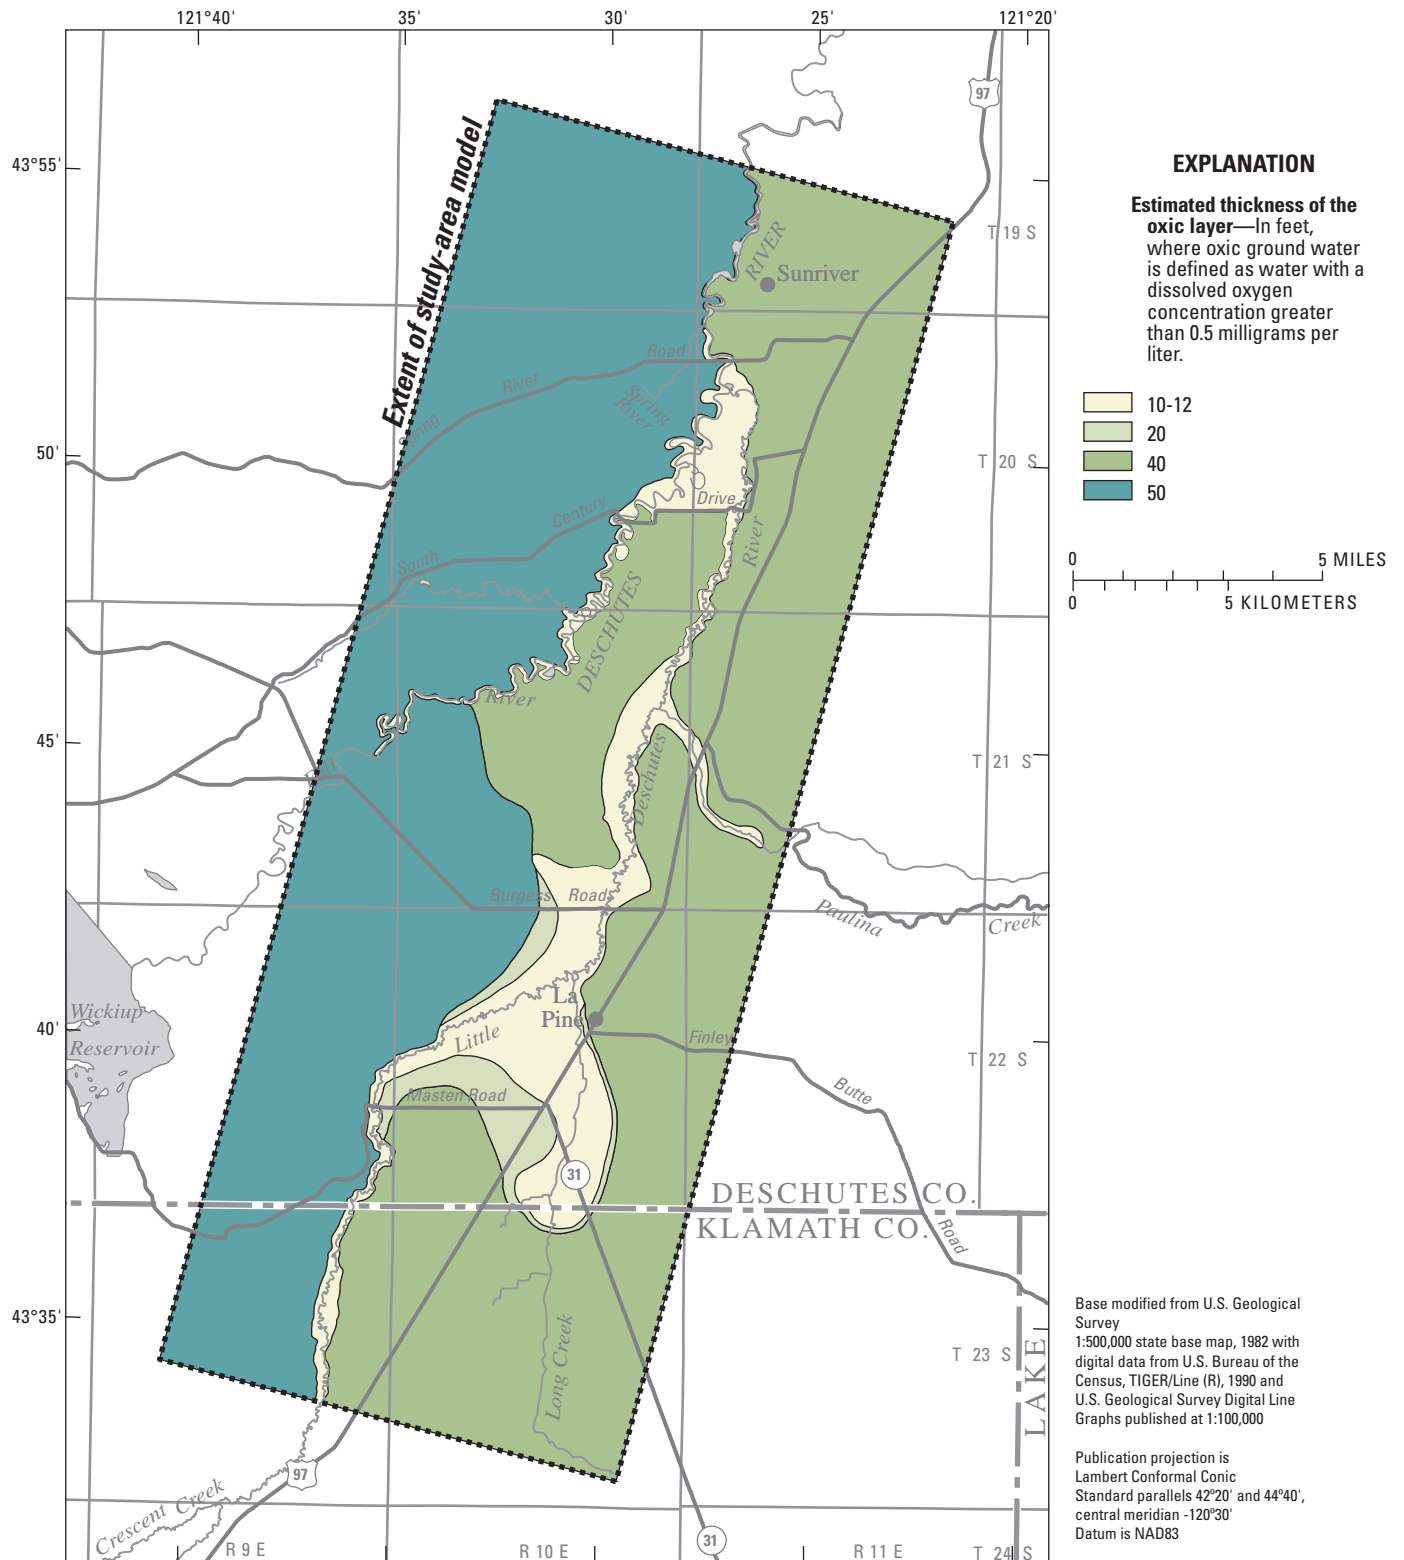 121°40'
35'
30'
25'
121°20'
97
43°55'
Extent of study-area model
T 19 S
RIVER
Sunriver
Road
River
Spring
Spring
River
50'
T 20 S
Drive
Century
South
River
DESCHUTES
River
45'
Fall
Deschutes
T 21 S
Burgess Road
Paulina
Creek
Wickiup
Reservoir
La
Pine
40'
Little
Finley
T 22 S
Butte
Masten Road
31
DESCHUTES CO.
KLAMATH CO.
Road
43°35'
Long Creek
T 23 S
LAKE
97
Crescent Creek
31
R 9 E
R 10 E
R 11 E
T 24 S
EXPLANATION
Estimated thickness of the
oxic layer—In feet,
where oxic ground water
is defined as water with a
dissolved oxygen
concentration greater
than 0.5 milligrams per
liter.
10-12
20
40
50
0 5 MILES
0 5 KILOMETERS
Base modified from U.S. Geological
Survey
1:500,000 state base map, 1982 with
digital data from U.S. Bureau of the
Census, TIGER/Line (R), 1990 and
U.S. Geological Survey Digital Line
Graphs published at 1:100,000
Publication projection is
Lambert Conformal Conic
Standard parallels 42°20' and 44°40',
central meridian -120°30'
Datum is NAD83